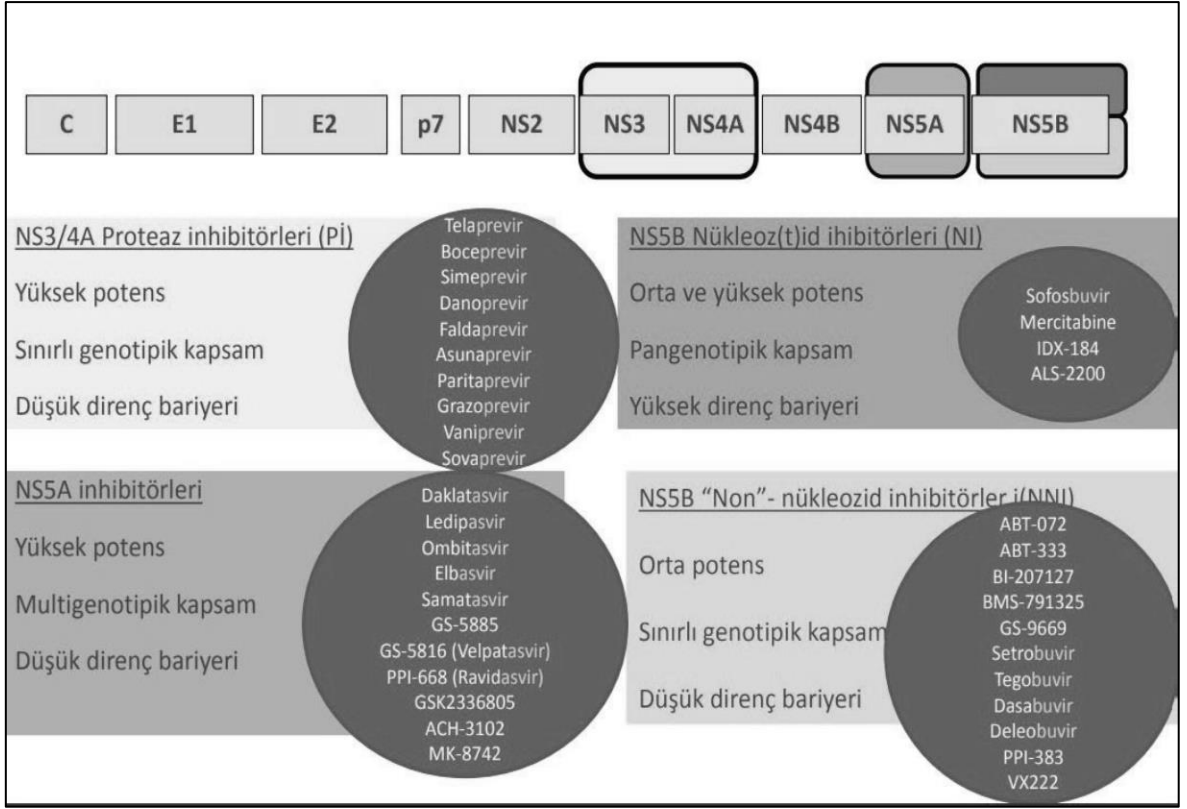 C E1 E2 p7 NS2 NS3 NS4A NS4B NS5A NS5B
NS3/4A Proteaz inhibitörleri (Pİ)
Yüksek potens
Sınırlı genotipik kapsam
Düşük direnç bariyeri
Telaprevir
Boceprevir
Simeprevir
Danoprevir
Faldaprevir
Asunaprevir
Paritaprevir
Grazoprevir
Vaniprevir
Sovaprevir
NS5B Nükleoz(t)id ihibitörleri (NI)
Orta ve yüksek potens
Pangenotipik kapsam
Yüksek direnç bariyeri
Sofosbuvir
Mercitabine
IDX-184
ALS-2200
NS5A inhibitörleri
Yüksek potens
Multigenotipik kapsam
Düşük direnç bariyeri
Daklatasvir
Ledipasvir
Ombitasvir
Elbasvir
Samatasvir
GS-5885
GS-5816 (Velpatasvir)
PPI-668 (Ravidasvir)
GSK2336805
ACH-3102
MK-8742
NS5B “Non”- nükleozid inhibitörler i(NNI)
Orta potens
Sınırlı genotipik kapsam
Düşük direnç bariyeri
ABT-072
ABT-333
BI-207127
BMS-791325
GS-9669
Setrobuvir
Tegobuvir
Dasabuvir
Deleobuvir
PPI-383
VX222